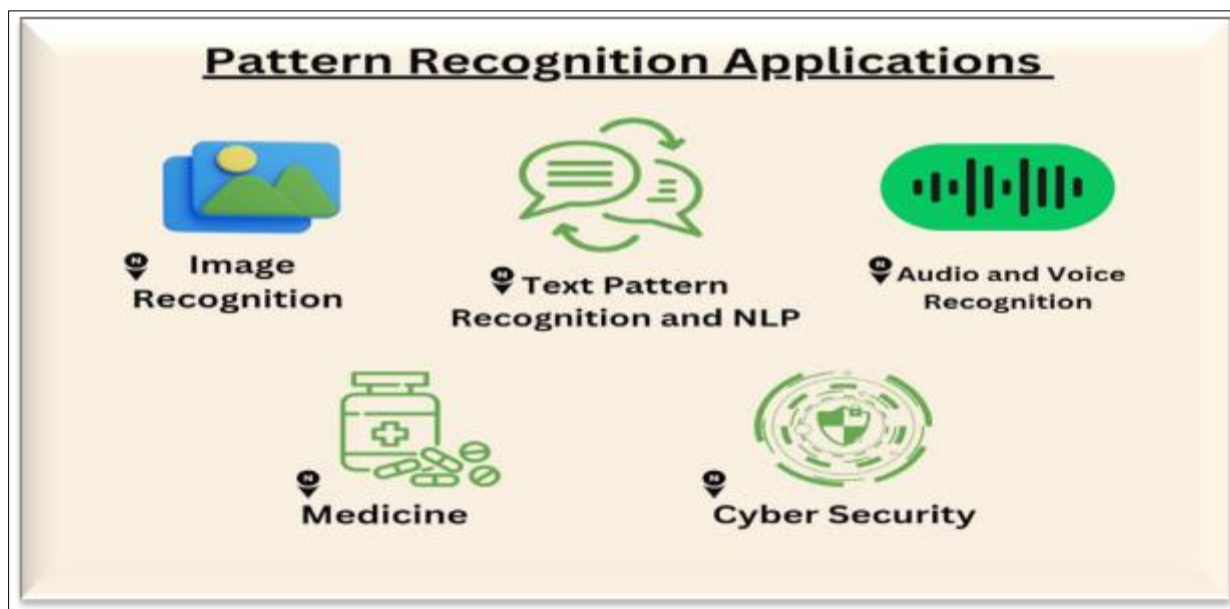 Pattern Recognition Applications
N Image
Recognition
N Text Pattern
Recognition and NLP
N Audio and Voice
Recognition
N
Medicine
N
Cyber Security